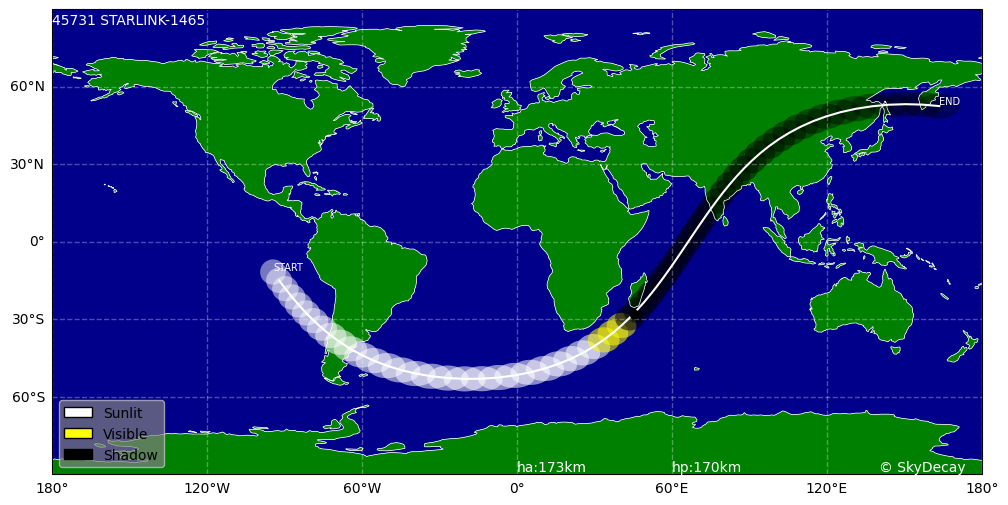 45731 STARLINK-1465
60°N
30°N
0°
30°S
60°S
START
END
Sunlit
Visible
Shadow
ha:173km
hp:170km
© SkyDecay
180°
120°W
60°W
0°
60°E
120°E
180°